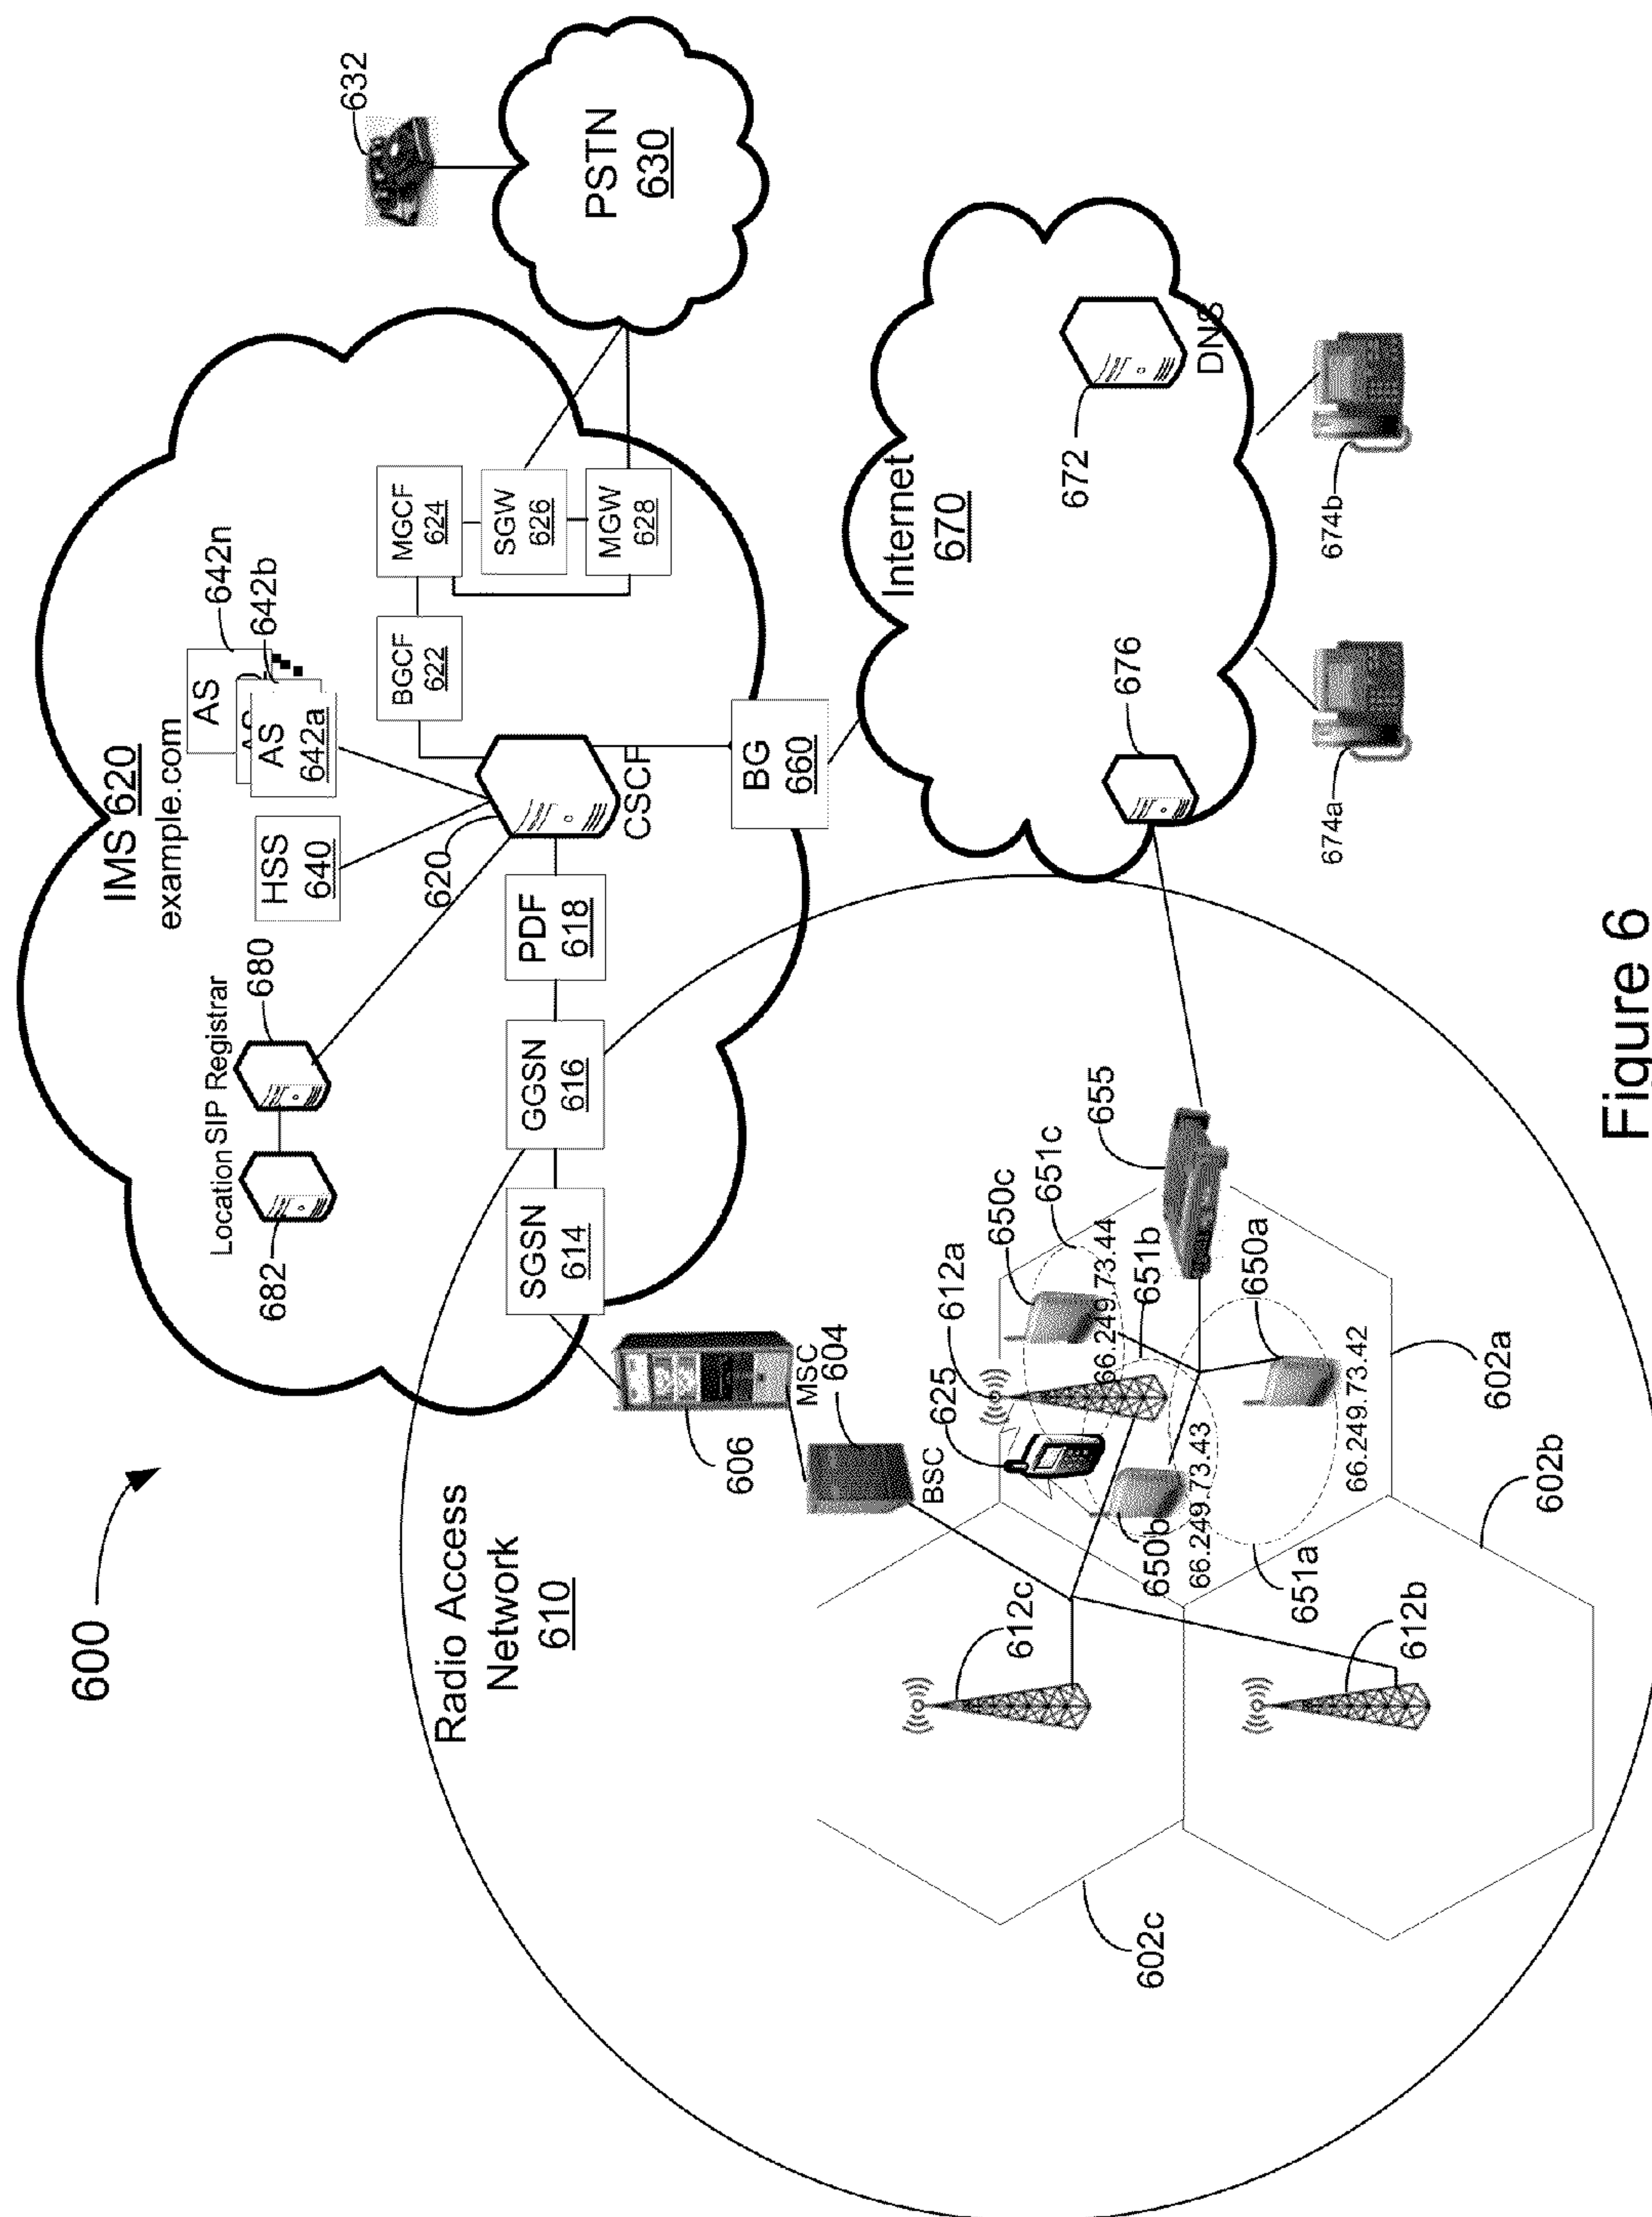 600
IMS 620
example.com
AS
642n
642b
AS
642a
HSS
640
Location SIP Registrar
680
682
620
CSCF
BGCF
622
MGCF
624
SGW
626
MGW
628
PDF
618
GGSN
616
SGSN
614
BG
660
632
PSTN
630
Internet
670
672
DNS
676
674a
674b
Radio Access
Network
610
606
MSC
604
BSC
612c
612b
612a
625
650c
651c
66.249.73.44
651b
655
650a
66.249.73.42
650b
66.249.73.43
651a
602a
602b
602c
Figure 6